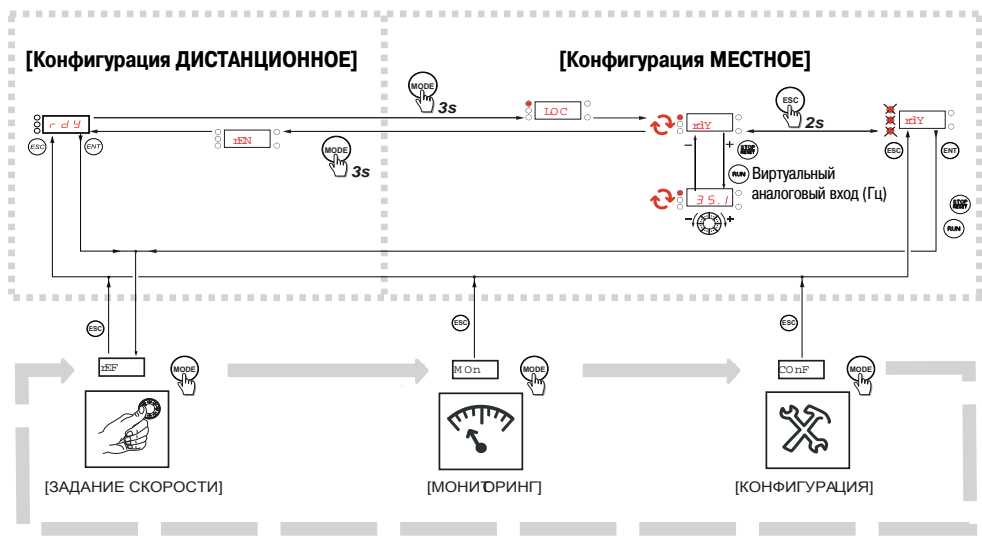 [Конфигурация ДИСТАНЦИОННОЕ]
[Конфигурация МЕСТНОЕ]
MODE
3s
rdY
ESC
ENT
rEN
MODE
3s
LOC
rdY
ESC
2s
rdY
ESC
ENT
- +
STOP
RESET
RUN
Виртуальный
аналоговый вход (Гц)
35.1
- +
STOP
RESET
RUN
ESC
ESC
ESC
rEF
MODE
MOn
MODE
COnF
MODE
[ЗАДАНИЕ СКОРОСТИ]
[МОНИТОРИНГ]
[КОНФИГУРАЦИЯ]